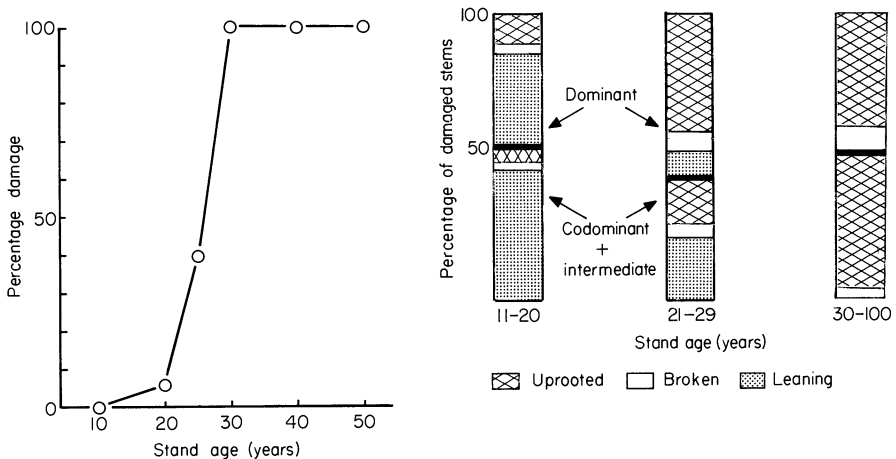 100
50
0
Percentage damage
10 20 30 40 50
Stand age (years)
100
50
Percentage of damaged stems
Dominant
Codominant
+
intermediate
11-20 21-29 30-100
Stand age (years)
Uprooted Broken Leaning